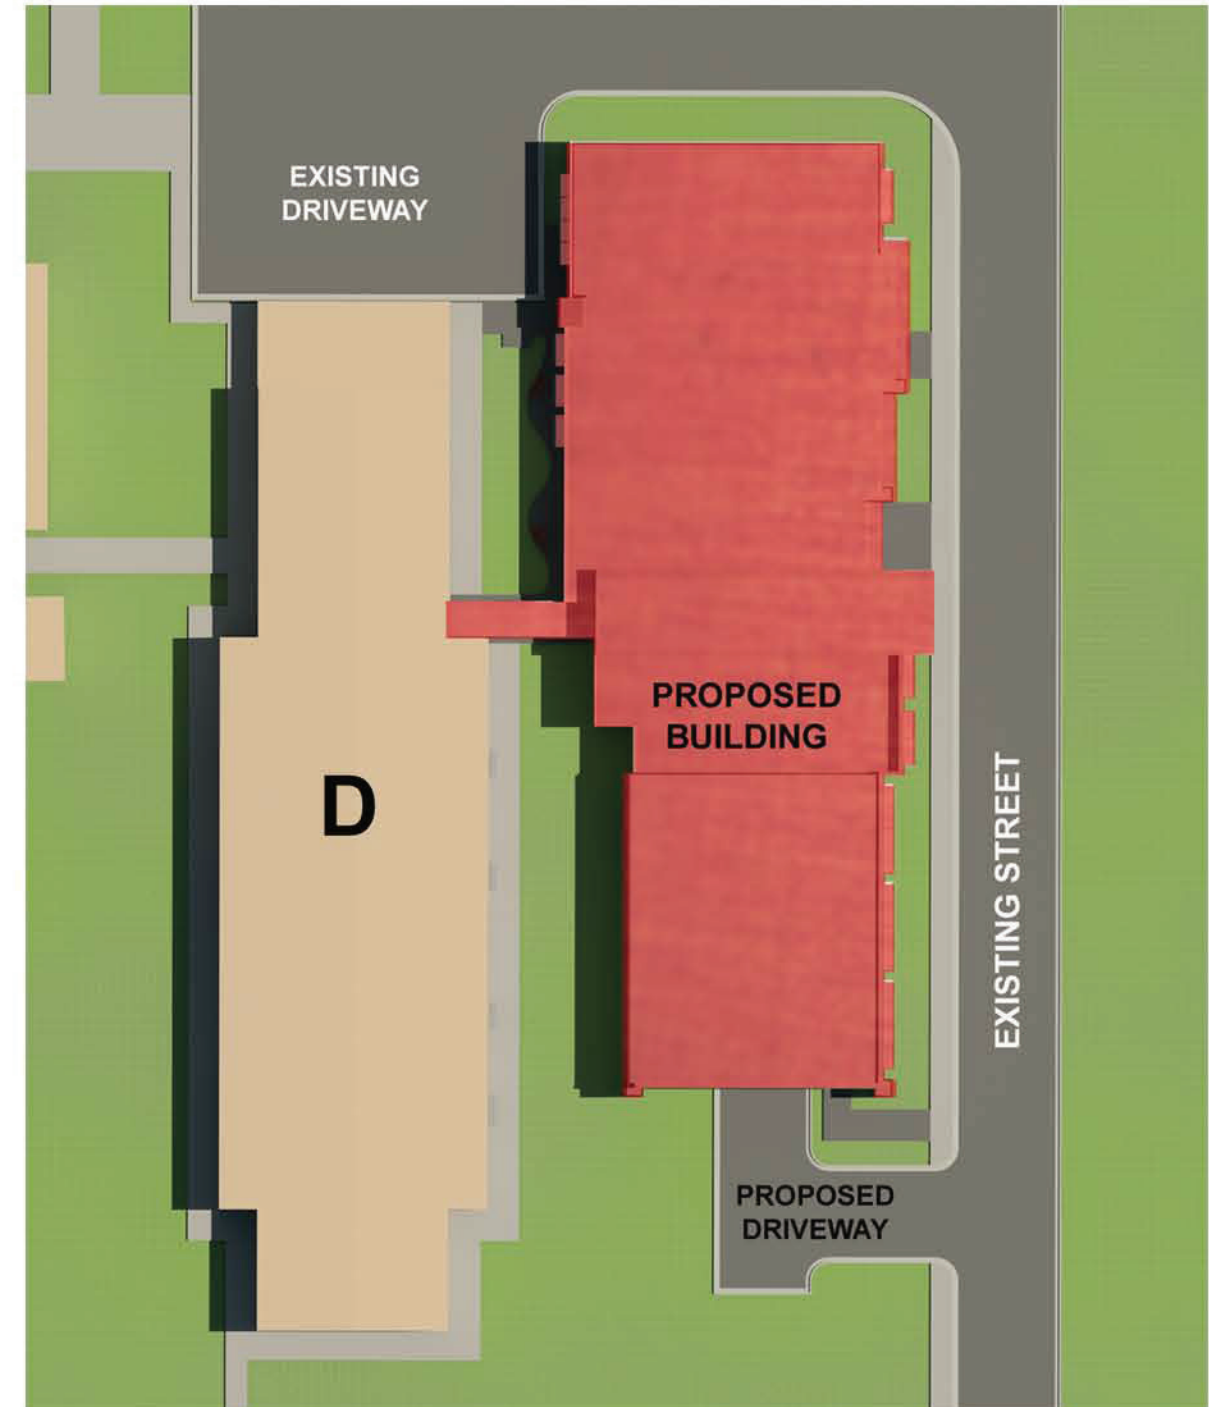 EXISTING
DRIVEWAY
PROPOSED
BUILDING
D
EXISTING STREET
PROPOSED
DRIVEWAY